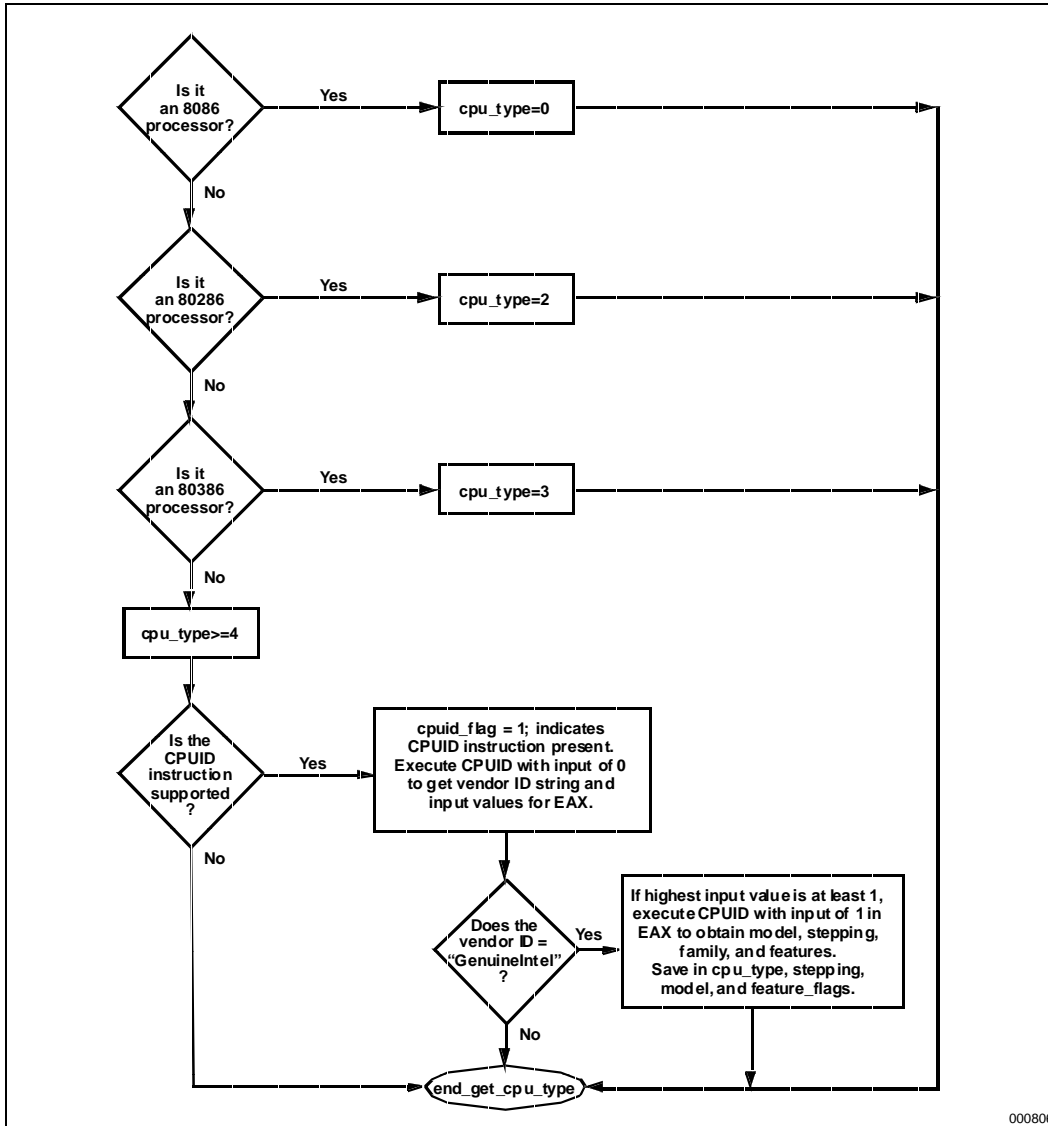 Is it
an 8086
processor?
Yes
cpu_type=0
No
Is it
an 80286
processor?
Yes
cpu_type=2
No
Is it
an 80386
processor?
Yes
cpu_type=3
No
cpu_type>=4
Is the
CPUID
instruction
supported
?
Yes
cpuid_flag = 1; indicates
CPUID instruction present.
Execute CPUID with input of 0
to get vendor ID string and
input values for EAX.
No
Does the
vendor ID =
“GenuineIntel”
?
Yes
If highest input value is at least 1,
execute CPUID with input of 1 in
EAX to obtain model, stepping,
family, and features.
Save in cpu_type, stepping,
model, and feature_flags.
No
end_get_cpu_type
000806